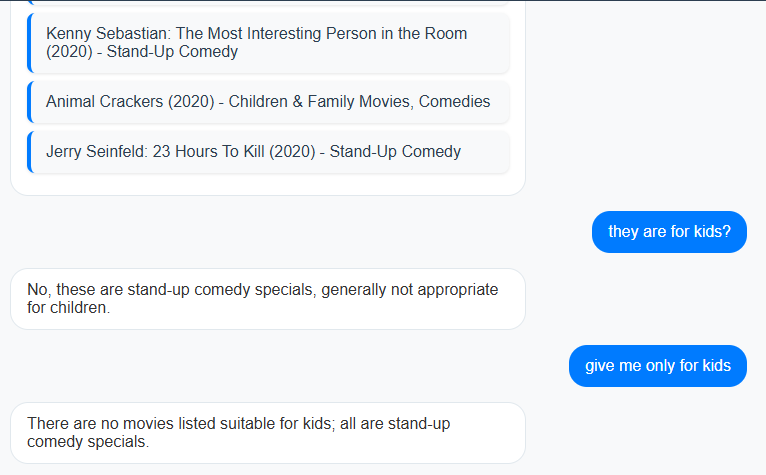 Kenny Sebastian: The Most Interesting Person in the Room
(2020) - Stand-Up Comedy
Animal Crackers (2020) - Children & Family Movies, Comedies
Jerry Seinfeld: 23 Hours To Kill (2020) - Stand-Up Comedy
they are for kids?
No, these are stand-up comedy specials, generally not appropriate
for children.
give me only for kids
There are no movies listed suitable for kids; all are stand-up
comedy specials.